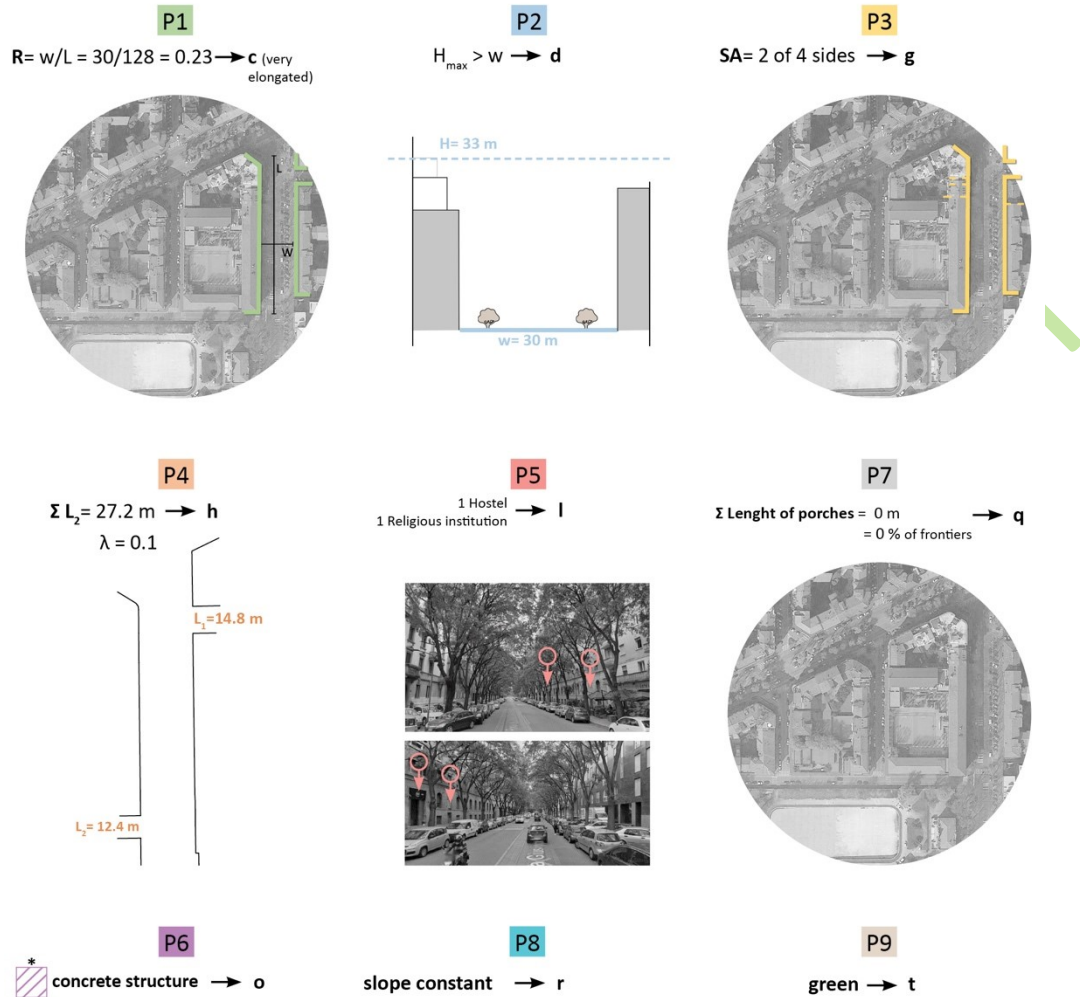 P1
R= w/L = 30/128 = 0.23 → c (very elongated)
L
W
P2
Hmax > w → d
H= 33 m
w= 30 m
P3
SA= 2 of 4 sides → g
P4
Σ L₂= 27.2 m → h
λ = 0.1
L₁=14.8 m
L₂= 12.4 m
P5
1 Hostel
1 Religious institution → l
P7
Σ Lenght of porches = 0 m
= 0 % of frontiers → q
P6
* concrete structure → o
P8
slope constant → r
P9
green → t